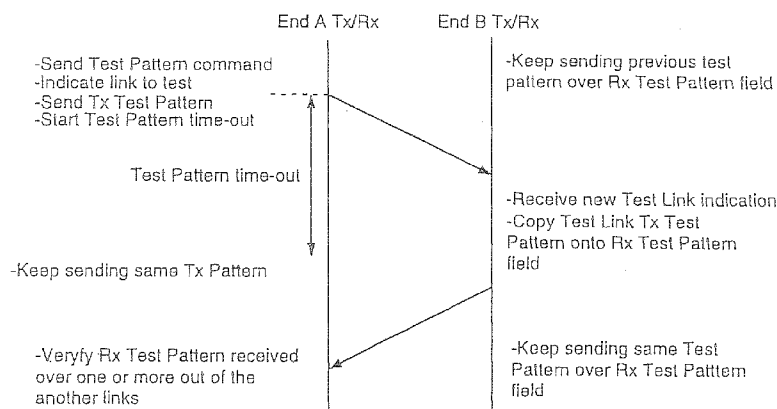 End A Tx/Rx
End B Tx/Rx
-Send Test Pattern command
-Indicate link to test
-Send Tx Test Pattern
-Start Test Pattern time-out
-Keep sending previous test
pattern over Rx Test Pattern field
Test Pattern time-out
-Receive new Test Link indication
-Copy Test Link Tx Test
Pattern onto Rx Test Pattern
field
-Keep sending same Tx Pattern
-Veryfy Rx Test Pattern received
over one or more out of the
another links
-Keep sending same Test
Pattern over Rx Test Patttern
field